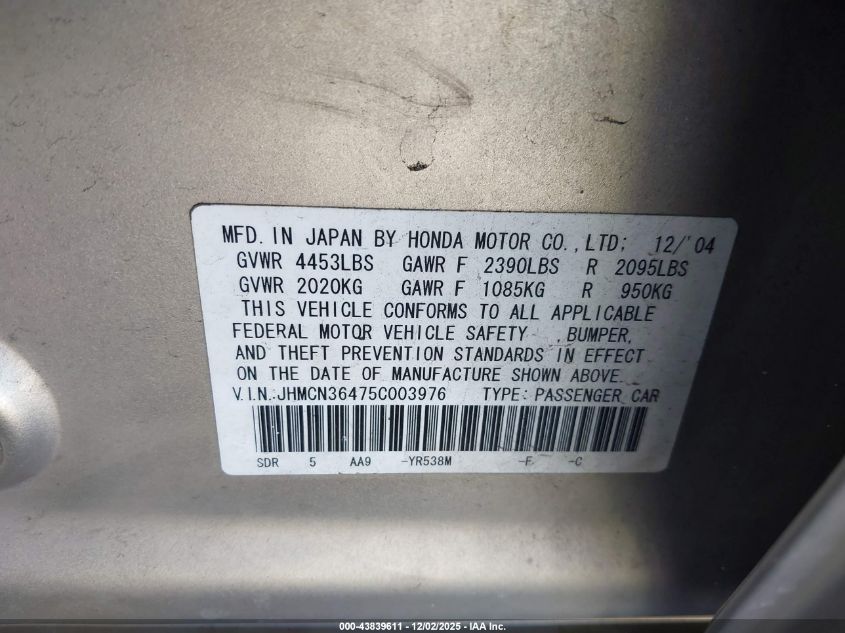 MFD. IN JAPAN BY HONDA MOTOR CO., LTD; 12/'04
GVWR 4453LBS GAWR F 2390LBS R 2095LBS
GVWR 2020KG GAWR F 1085KG R 950KG
THIS VEHICLE CONFORMS TO ALL APPLICABLE
FEDERAL MOTOR VEHICLE SAFETY , BUMPER,
AND THEFT PREVENTION STANDARDS IN EFFECT
ON THE DATE OF MANUFACTURE SHOWN ABOVE.
V.I.N.:JHMCN36475C003976 TYPE: PASSENGER CAR
SDR 5 AA9 -YR538M -F -C
000-43839611 - 12/02/2025 - IAA Inc.